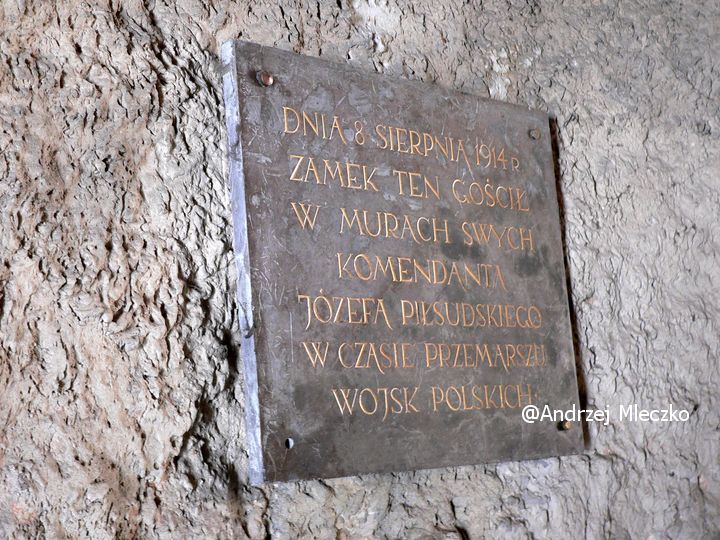 DNIA 8 SIERPNIA 1914 R
ZAMEK TEN GOŚCIŁ
W MURACH SWYCH
KOMENDANTA
JÓZEFA PIŁSUDSKIEGO
W CZASIE PRZEMARSZU
WOJSK POLSKICH
@Andrzej Mleczko